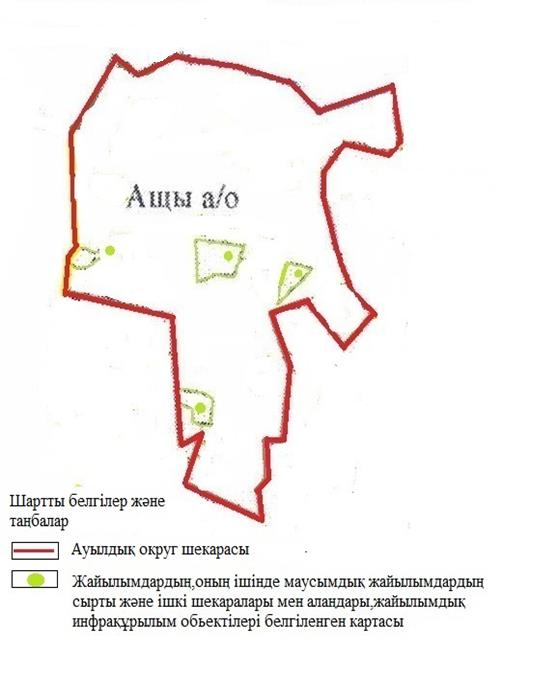 Ащы а/о
Шартты белгілер және
таңбалар
Ауылдық округ шекарасы
Жайылымдардың,оның ішінде маусымдық жайылымдардың
сырты және ішкі шекаралары мен алаңдары,жайылымдық
инфрақұрылым обьектілері белгіленген картасы